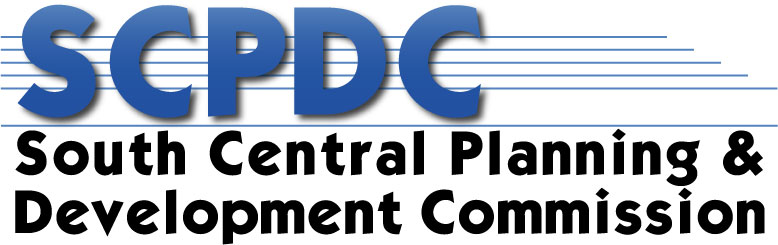 SCPDC
South Central Planning &
Development Commission